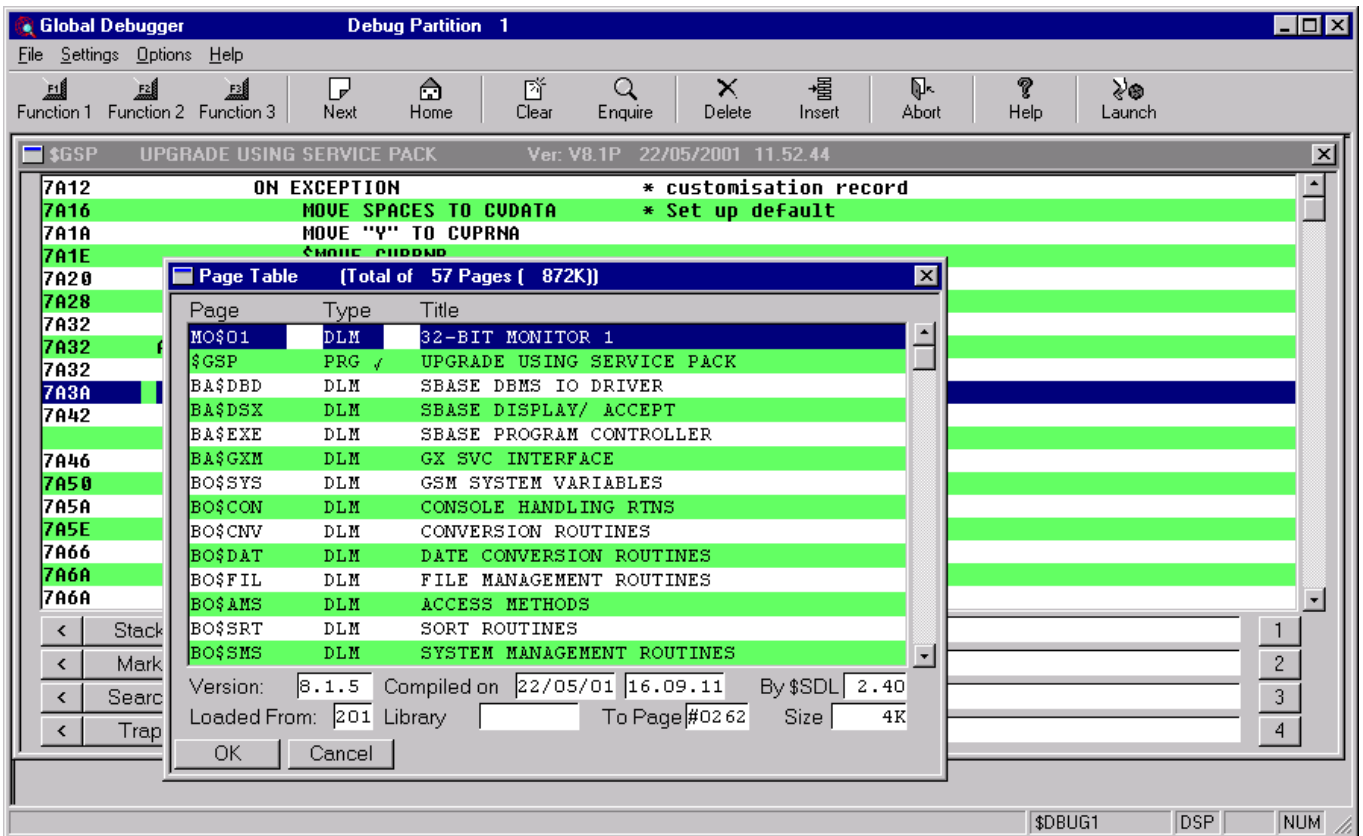 Global Debugger Debug Partition 1
File Settings Options Help
F1 F2 F3
Function 1 Function 2 Function 3 Next Home Clear Enquire Delete Insert Abort Help Launch
$GSP UPGRADE USING SERVICE PACK Ver: V8.1P 22/05/2001 11.52.44
7A12 ON EXCEPTION * customisation record
7A16 MOVE SPACES TO CVDATA * Set up default
7A1A MOVE "Y" TO CVPRNA
7A1E $MOVE CVPRNB
7A20
7A28
7A32
7A32
7A32
7A3A
7A42
7A46
7A50
7A5A
7A5E
7A66
7A6A
7A6A
Page Table (Total of 57 Pages ( 872K))
Page Type Title
MO$01 DLM 32-BIT MONITOR 1
$GSP PRG √ UPGRADE USING SERVICE PACK
BA$DBD DLM SBASE DBMS IO DRIVER
BA$DSX DLM SBASE DISPLAY/ ACCEPT
BA$EXE DLM SBASE PROGRAM CONTROLLER
BA$GXM DLM GX SVC INTERFACE
BO$SYS DLM GSM SYSTEM VARIABLES
BO$CON DLM CONSOLE HANDLING RTNS
BO$CNV DLM CONVERSION ROUTINES
BO$DAT DLM DATE CONVERSION ROUTINES
BO$FIL DLM FILE MANAGEMENT ROUTINES
BO$AMS DLM ACCESS METHODS
BO$SRT DLM SORT ROUTINES
BO$SMS DLM SYSTEM MANAGEMENT ROUTINES
Version: 8.1.5 Compiled on 22/05/01 16.09.11 By $SDL 2.40
Loaded From: 201 Library To Page #0262 Size 4K
OK Cancel
< Stack 1
< Mark 2
< Searc 3
< Trap 4
$DBUG1 DSP NUM